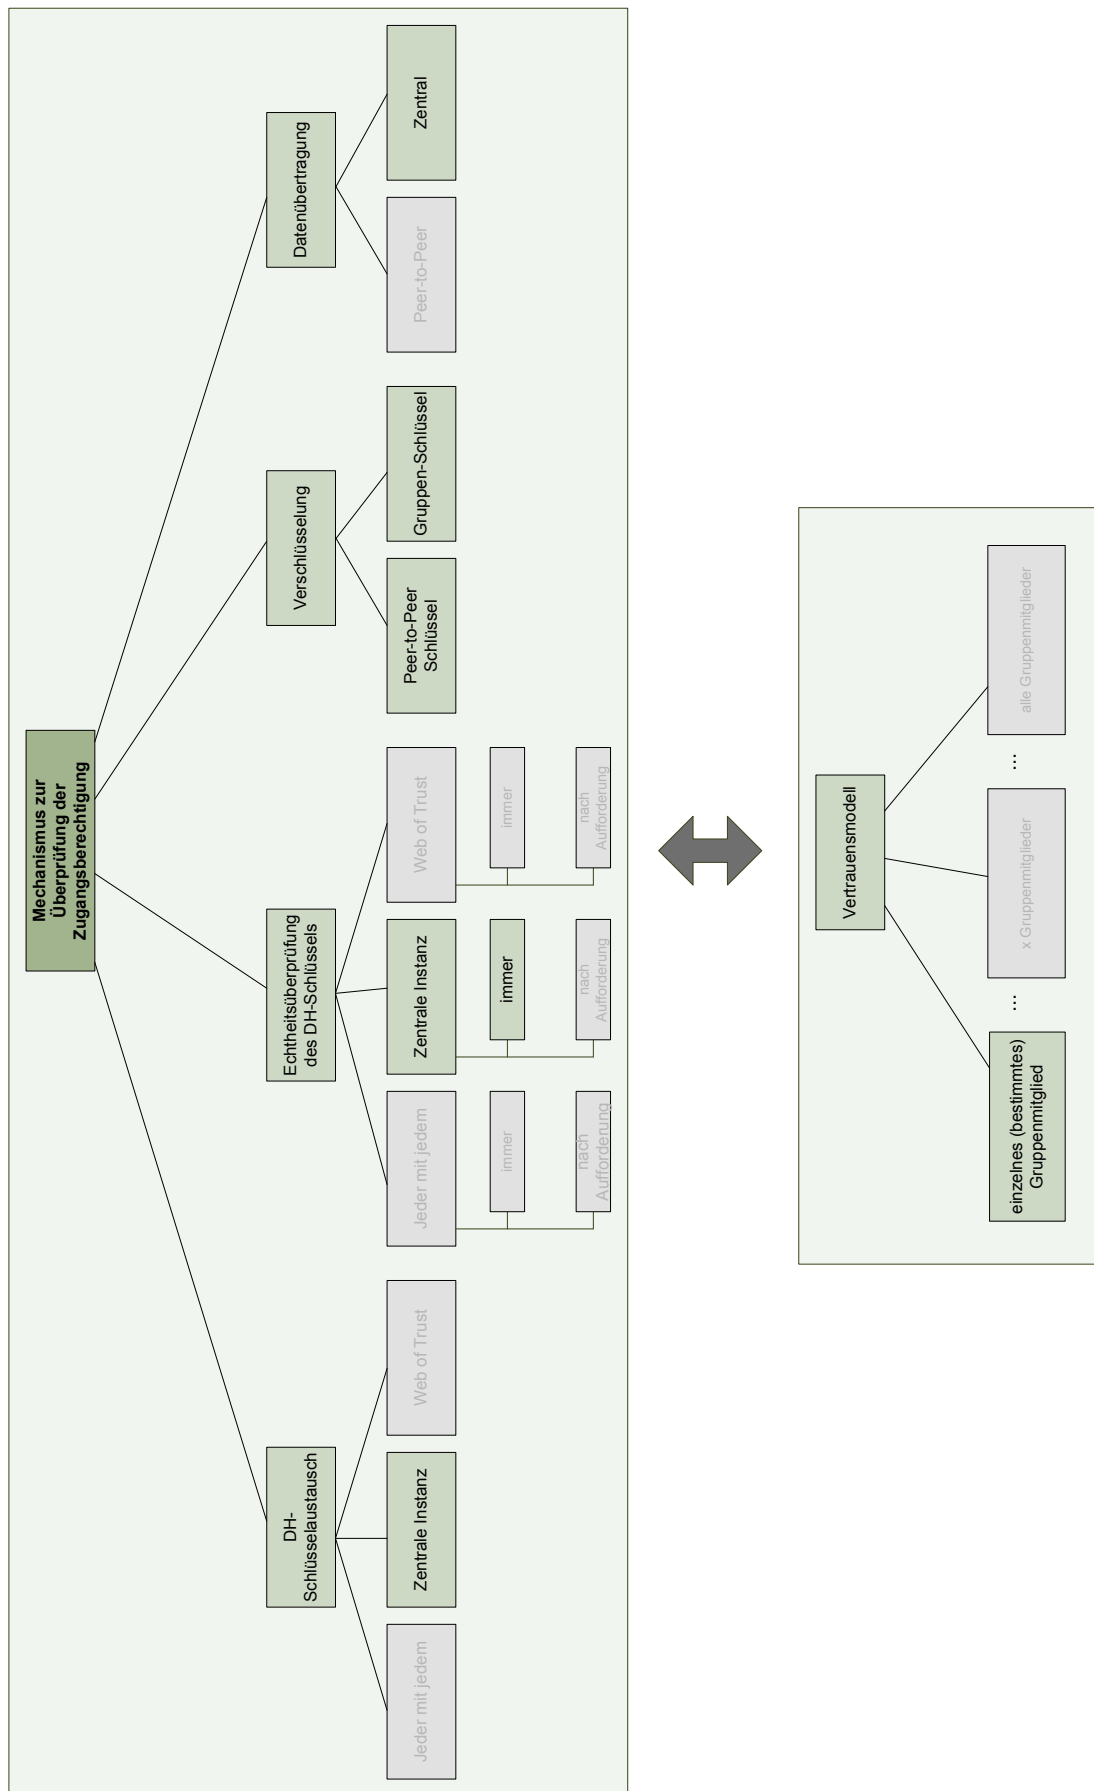 Mechanismus zur
Überprüfung der
Zugangsberechtigung
DH-
Schlüsselaustausch
Echtheitsüberprüfung
des DH-Schlüssels
Verschlüsselung
Datenübertragung
Jeder mit jedem
Zentrale Instanz
Web of Trust
Jeder mit jedem
Zentrale Instanz
Web of Trust
Peer-to-Peer
Schlüssel
Gruppen-Schlüssel
Peer-to-Peer
Zentral
immer
immer
immer
nach
Aufforderung
nach
Aufforderung
nach
Aufforderung
Vertrauensmodell
einzelnes (bestimmtes)
Gruppenmitglied
...
x Gruppenmitglieder
...
alle Gruppenmitglieder